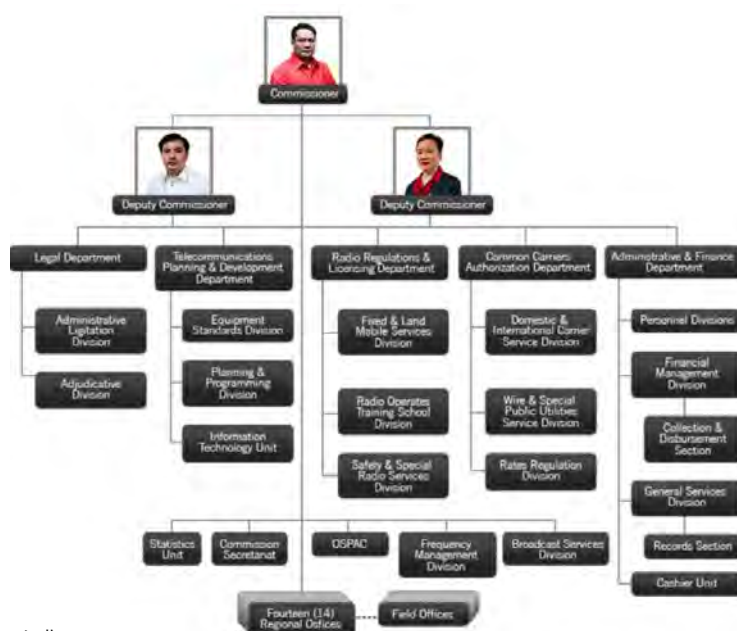 Commissioner
Deputy Commissioner
Deputy Commissioner
Legal Department
Telecommunications
Planning & Development
Department
Radio Regulations &
Licensing Department
Common Carriers
Authorization Department
Administrative & Finance
Department
Administrative
Litigation
Division
Adjudicative
Division
Equipment
Standards Division
Planning &
Programming
Division
Information
Technology Unit
Fixed & Land
Mobile Services
Division
Radio Operates
Training School
Division
Safety & Special
Radio Services
Division
Domestic &
International Carrier
Service Division
Wire & Special
Public Utilities
Service Division
Rates Regulation
Division
Personnel Divisions
Financial
Management
Division
Collection &
Disbursement
Section
General Services
Division
Records Section
Cashier Unit
Statistics
Unit
Commission
Secretariat
OSPAC
Frequency
Management
Division
Broadcast Services
Division
Fourteen (14)
Regional Offices
Field Offices